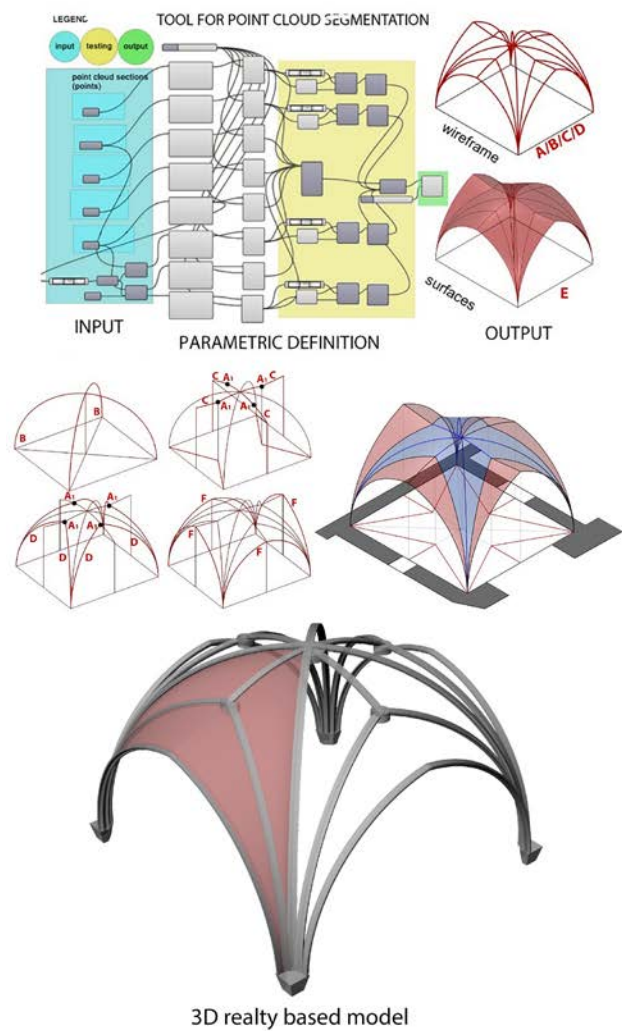 TOOL FOR POINT CLOUD SEGMENTATION
LEGEND
input testing output
point cloud sections
(points)
wireframe
A/B/C/D
surfaces
E
INPUT
OUTPUT
PARAMETRIC DEFINITION
B
B
C A1 A1 C
C A1 A1 C
A1 A1
A1 A1
D D D D
F F
F F
3D realty based model